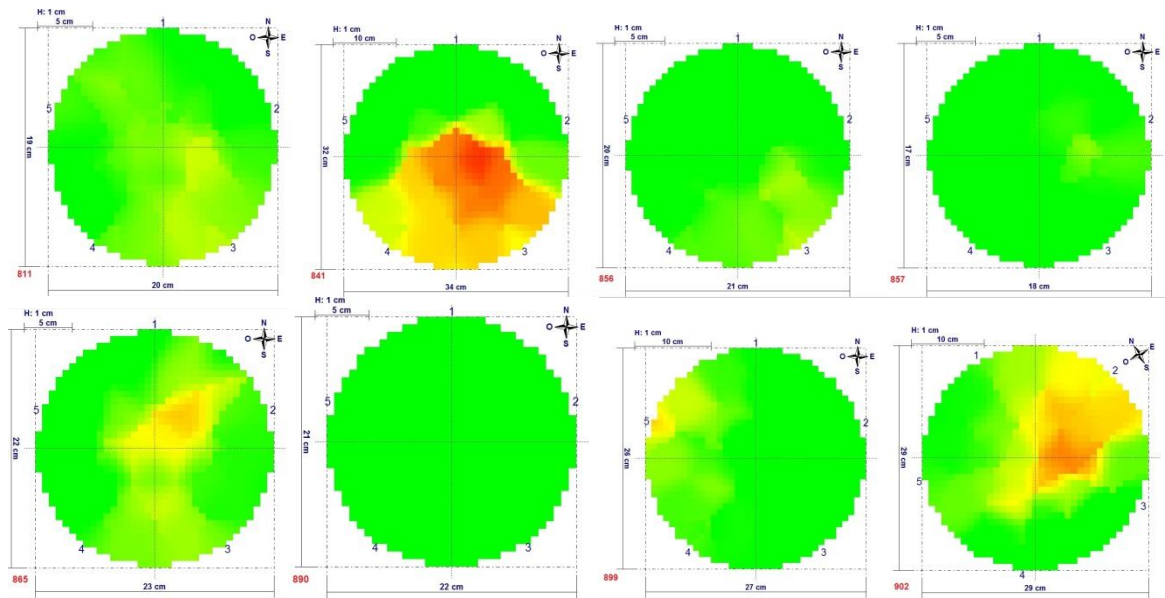 H: 1 cm
5 cm
1
N
O E
S
5
2
19 cm
4
3
811
20 cm
H: 1 cm
10 cm
1
N
O E
S
5
2
32 cm
4
3
841
34 cm
H: 1 cm
5 cm
1
N
O E
S
5
2
20 cm
4
3
856
21 cm
H: 1 cm
5 cm
1
N
O E
S
5
2
17 cm
4
3
857
18 cm
H: 1 cm
5 cm
1
N
O E
S
5
2
22 cm
4
3
865
23 cm
H: 1 cm
5 cm
1
N
O E
S
5
2
21 cm
4
3
890
22 cm
H: 1 cm
10 cm
1
N
O E
S
5
2
26 cm
4
3
899
27 cm
H: 1 cm
10 cm
N
E
O S
1
2
29 cm
5
3
4
902
29 cm